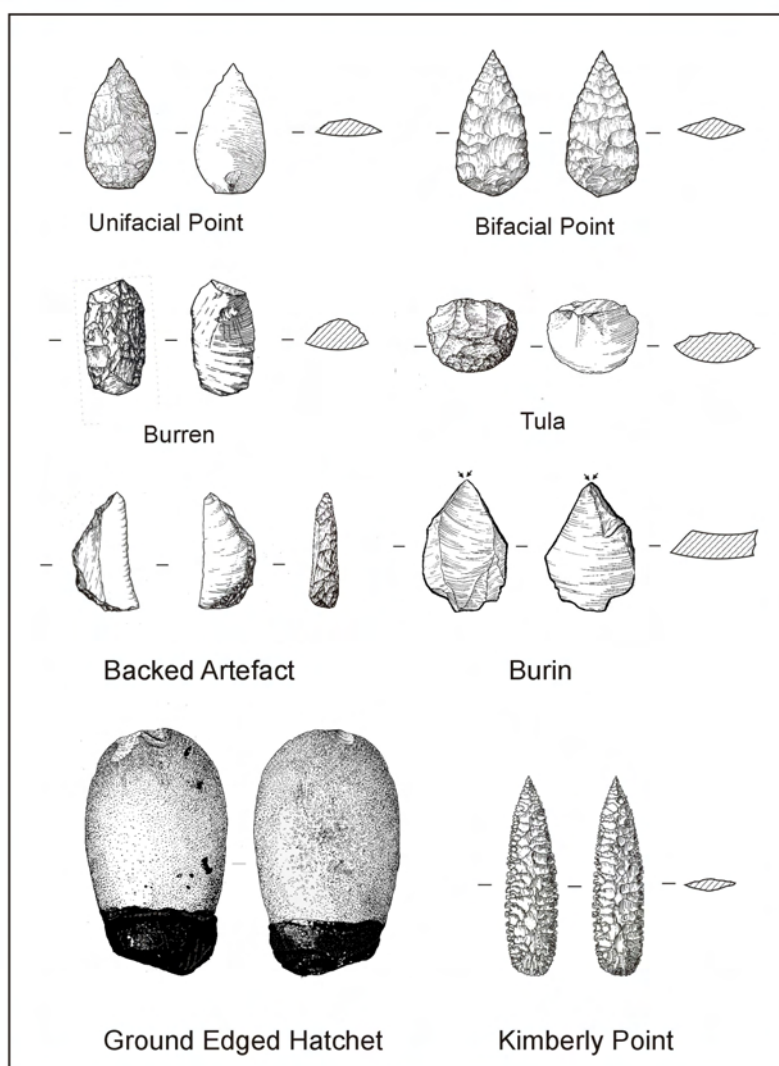 Unifacial Point
Bifacial Point
Burren
Tula
Backed Artefact
Burin
Ground Edged Hatchet
Kimberly Point